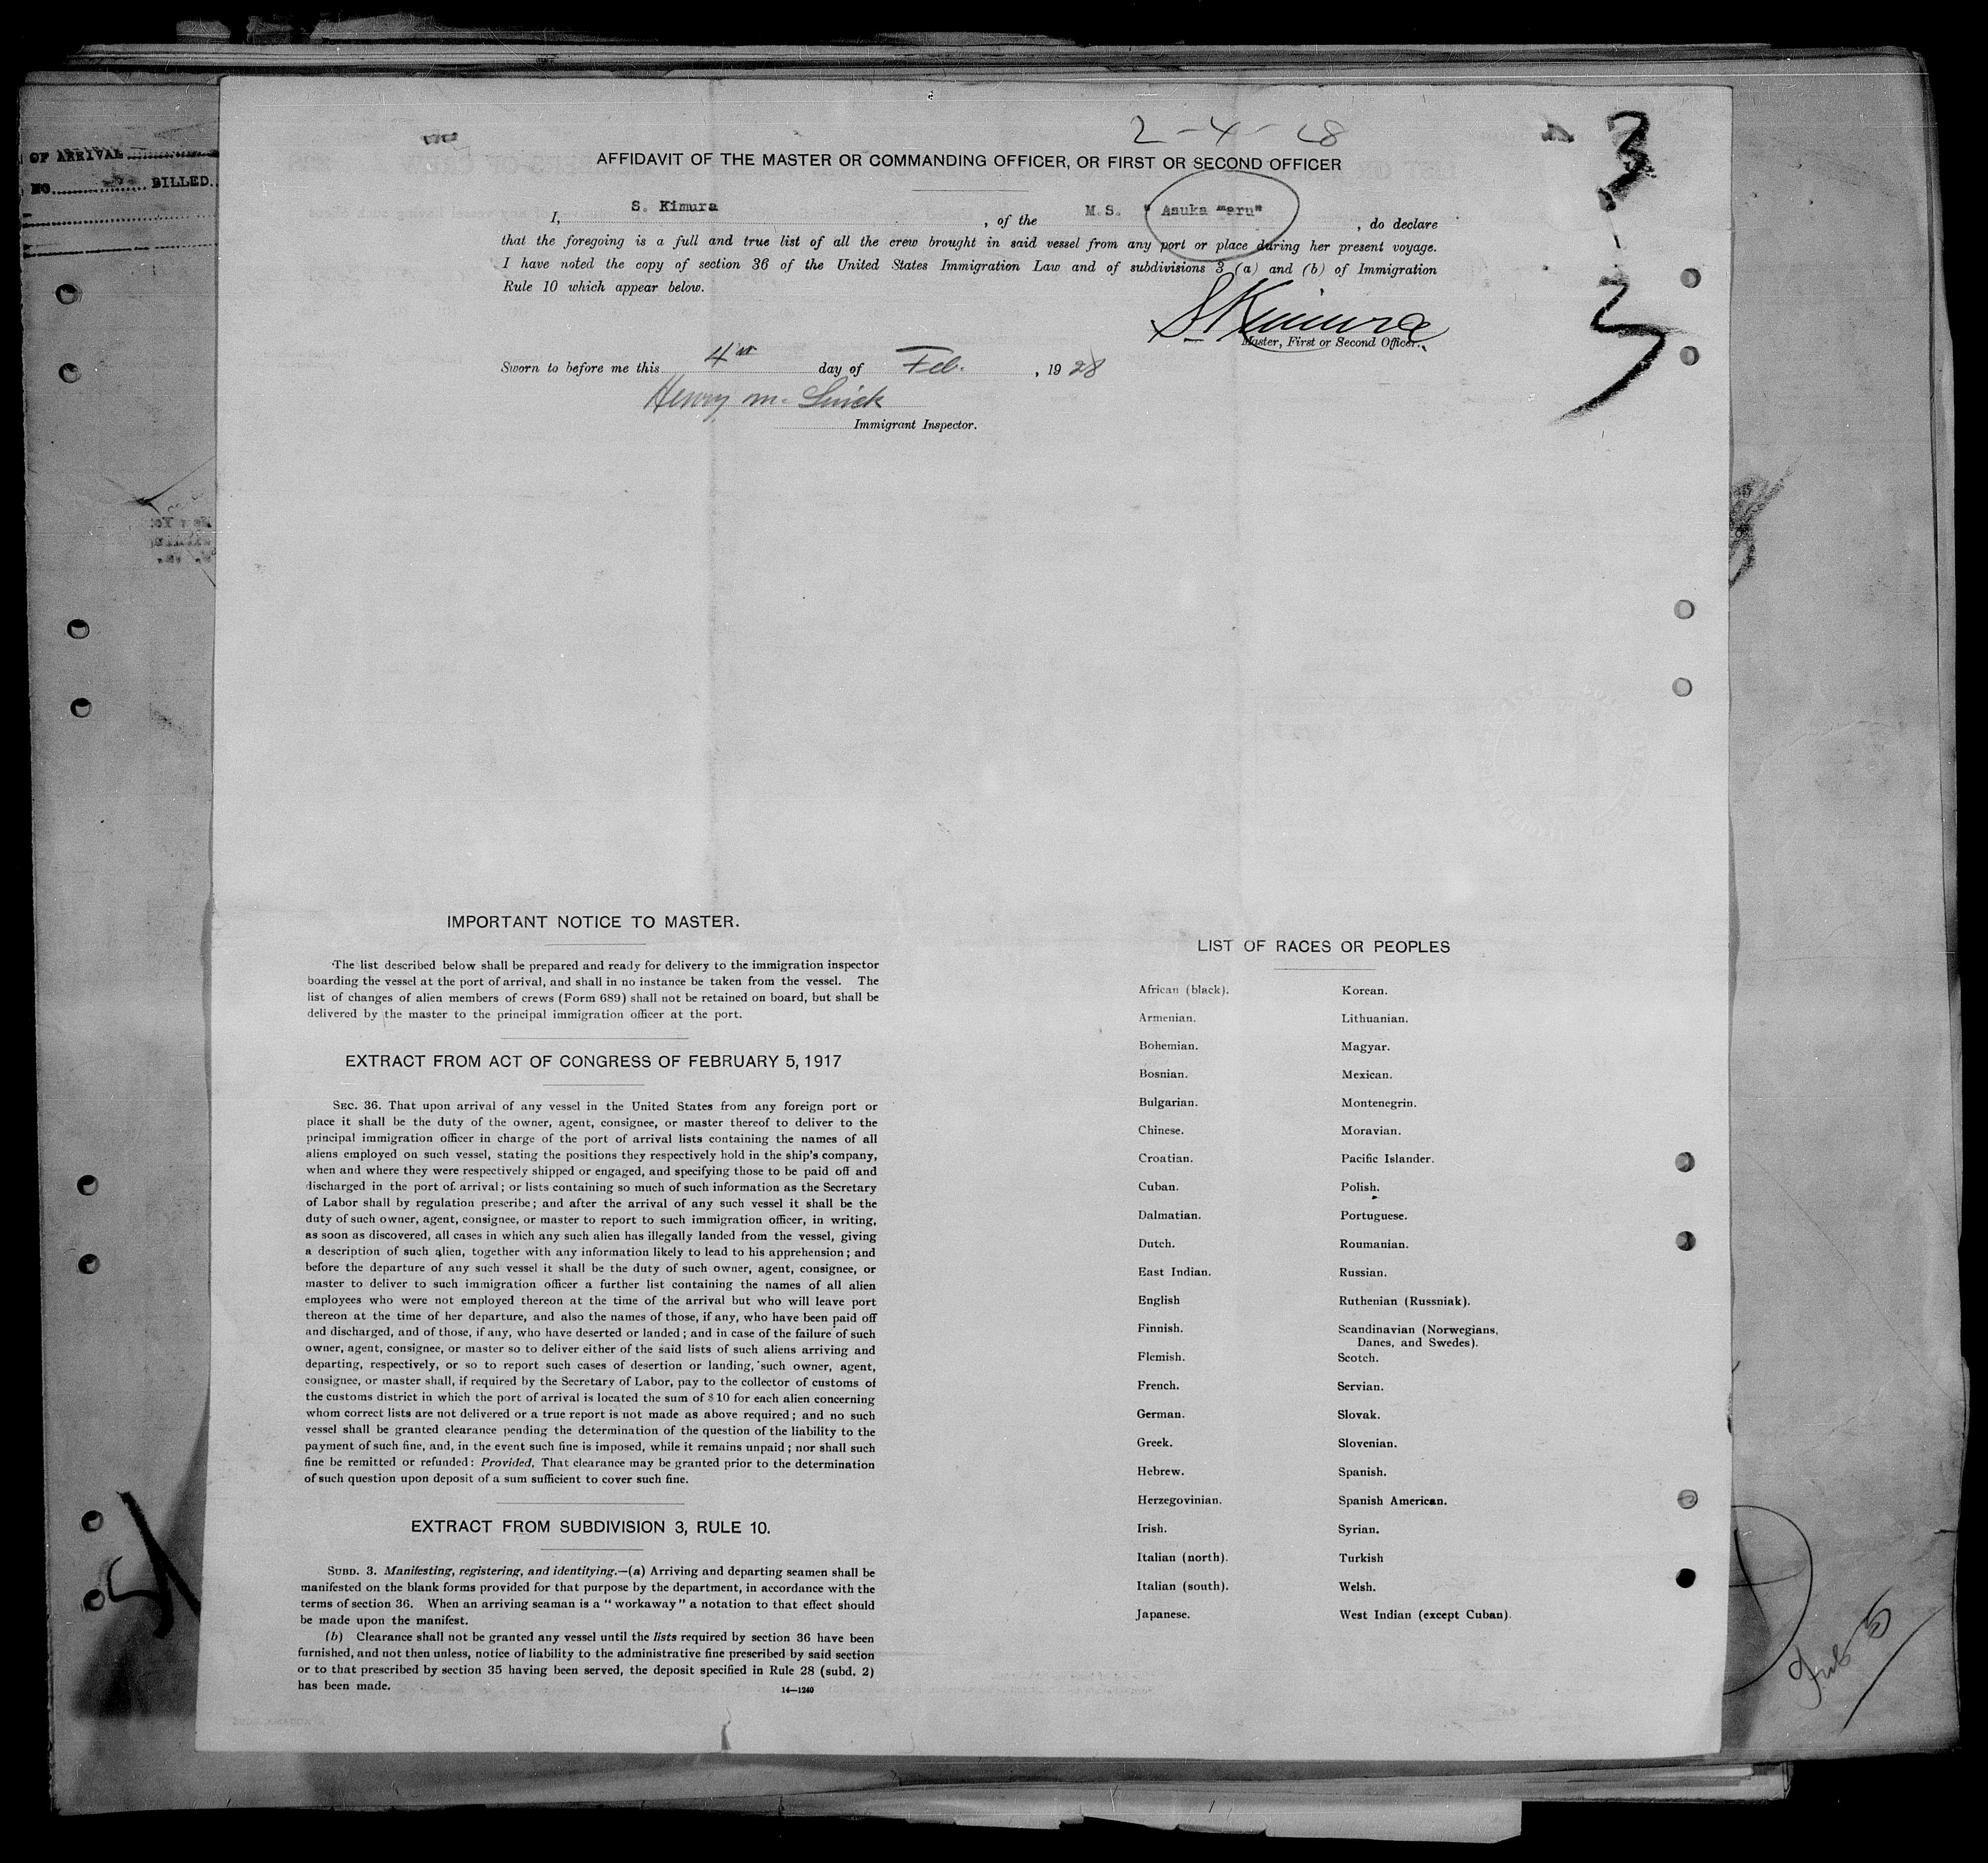 OF ARRIVAL
NO. BILLED.
2-4-28
3
AFFIDAVIT OF THE MASTER OR COMMANDING OFFICER, OR FIRST OR SECOND OFFICER
I, S. Kimura, of the M.S. " Asuka maru", do declare
that the foregoing is a full and true list of all the crew brought in said vessel from any port or place during her present voyage.
I have noted the copy of section 36 of the United States Immigration Law and of subdivisions 3 (a) and (b) of Immigration
Rule 10 which appear below.
S Kimura
Master, First or Second Officer.
Sworn to before me this 4th day of Feb., 1928
Henry m.
Immigrant Inspector.
IMPORTANT NOTICE TO MASTER.
The list described below shall be prepared and ready for delivery to the immigration inspector
boarding the vessel at the port of arrival, and shall in no instance be taken from the vessel. The
list of changes of alien members of crews (Form 689) shall not be retained on board, but shall be
delivered by the master to the principal immigration officer at the port.
EXTRACT FROM ACT OF CONGRESS OF FEBRUARY 5, 1917
SEC. 36. That upon arrival of any vessel in the United States from any foreign port or
place it shall be the duty of the owner, agent, consignee, or master thereof to deliver to the
principal immigration officer in charge of the port of arrival lists containing the names of all
aliens employed on such vessel, stating the positions they respectively hold in the ship's company,
when and where they were respectively shipped or engaged, and specifying those to be paid off and
discharged in the port of arrival; or lists containing so much of such information as the Secretary
of Labor shall by regulation prescribe; and after the arrival of any such vessel it shall be the
duty of such owner, agent, consignee, or master to report to such immigration officer, in writing,
as soon as discovered, all cases in which any such alien has illegally landed from the vessel, giving
a description of such alien, together with any information likely to lead to his apprehension; and
before the departure of any such vessel it shall be the duty of such owner, agent, consignee, or
master to deliver to such immigration officer a further list containing the names of all alien
employees who were not employed thereon at the time of the arrival but who will leave port
thereon at the time of her departure, and also the names of those, if any, who have been paid off
and discharged, and of those, if any, who have deserted or landed; and in case of the failure of such
owner, agent, consignee, or master so to deliver either of the said lists of such aliens arriving and
departing, respectively, or so to report such cases of desertion or landing, such owner, agent,
consignee, or master shall, if required by the Secretary of Labor, pay to the collector of customs of
the customs district in which the port of arrival is located the sum of $10 for each alien concerning
whom correct lists are not delivered or a true report is not made as above required; and no such
vessel shall be granted clearance pending the determination of the question of the liability to the
payment of such fine, and, in the event such fine is imposed, while it remains unpaid; nor shall such
fine be remitted or refunded: Provided, That clearance may be granted prior to the determination
of such question upon deposit of a sum sufficient to cover such fine.
EXTRACT FROM SUBDIVISION 3, RULE 10.
SUBD. 3. Manifesting, registering, and identitying.—(a) Arriving and departing seamen shall be
manifested on the blank forms provided for that purpose by the department, in accordance with the
terms of section 36. When an arriving seaman is a "workaway" a notation to that effect should
be made upon the manifest.
(b) Clearance shall not be granted any vessel until the lists required by section 36 have been
furnished, and not then unless, notice of liability to the administrative fine prescribed by said section
or to that prescribed by section 35 having been served, the deposit specified in Rule 28 (subd. 2)
has been made.
14—1240
LIST OF RACES OR PEOPLES
African (black).
Armenian.
Bohemian.
Bosnian.
Bulgarian.
Chinese.
Croatian.
Cuban.
Dalmatian.
Dutch.
East Indian.
English
Finnish.
Flemish.
French.
German.
Greek.
Hebrew.
Herzegovinian.
Irish.
Italian (north).
Italian (south).
Japanese.
Korean.
Lithuanian.
Magyar.
Mexican.
Montenegrin.
Moravian.
Pacific Islander.
Polish.
Portuguese.
Roumanian.
Russian.
Ruthenian (Russniak).
Scandinavian (Norwegians,
Danes, and Swedes).
Scotch.
Servian.
Slovak.
Slovenian.
Spanish.
Spanish American.
Syrian.
Turkish
Welsh.
West Indian (except Cuban).